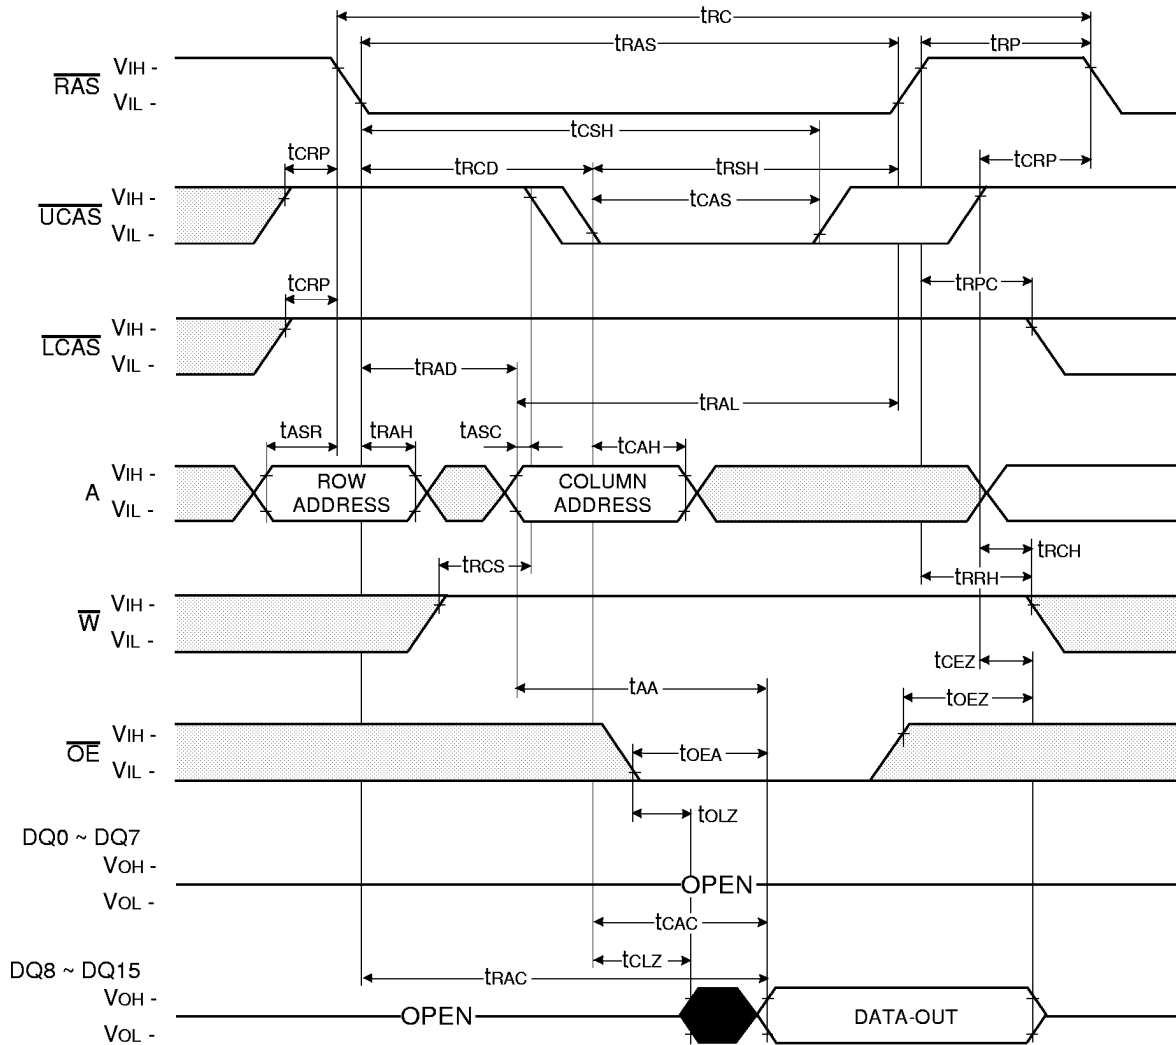 tRC
tRAS
tRP
RAS
VIH -
VIL -
tCSH
tCRP
tRCD
tRSH
tCRP
UCAS
VIH -
VIL -
tCAS
tCRP
tRPC
LCAS
VIH -
VIL -
tRAD
tRAL
tASR
tRAH
tASC
tCAH
A
VIH -
VIL -
ROW
ADDRESS
COLUMN
ADDRESS
tRCS
tRCH
tRRH
W
VIH -
VIL -
tCEZ
tAA
tOEZ
OE
VIH -
VIL -
tOEA
tOLZ
DQ0 ~ DQ7
VOH -
VOL -
OPEN
tCAC
tCLZ
DQ8 ~ DQ15
tRAC
VOH -
VOL -
OPEN
DATA-OUT